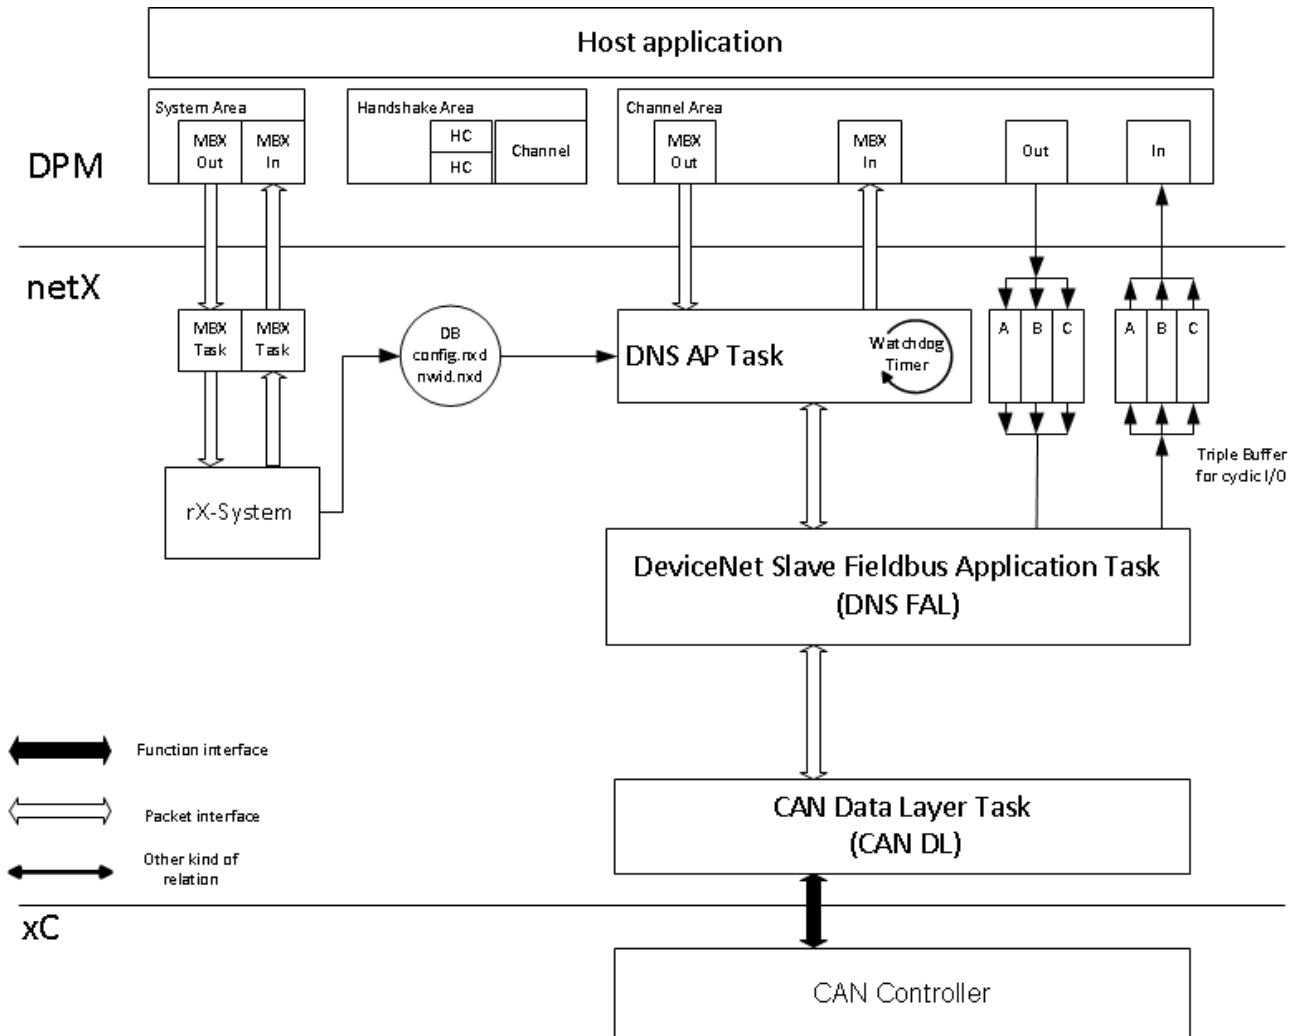 Host application
System Area
MBX
Out
MBX
In
Handshake Area
HC
HC
Channel
Channel Area
MBX
Out
MBX
In
Out
In
DPM
netX
MBX
Task
MBX
Task
DB
config.nxd
nwid.nxd
DNS AP Task
Watchdog
Timer
A B C
A B C
Triple Buffer
for cyclic I/O
rX-System
DeviceNet Slave Fieldbus Application Task
(DNS FAL)
Function interface
Packet interface
Other kind of
relation
CAN Data Layer Task
(CAN DL)
xC
CAN Controller